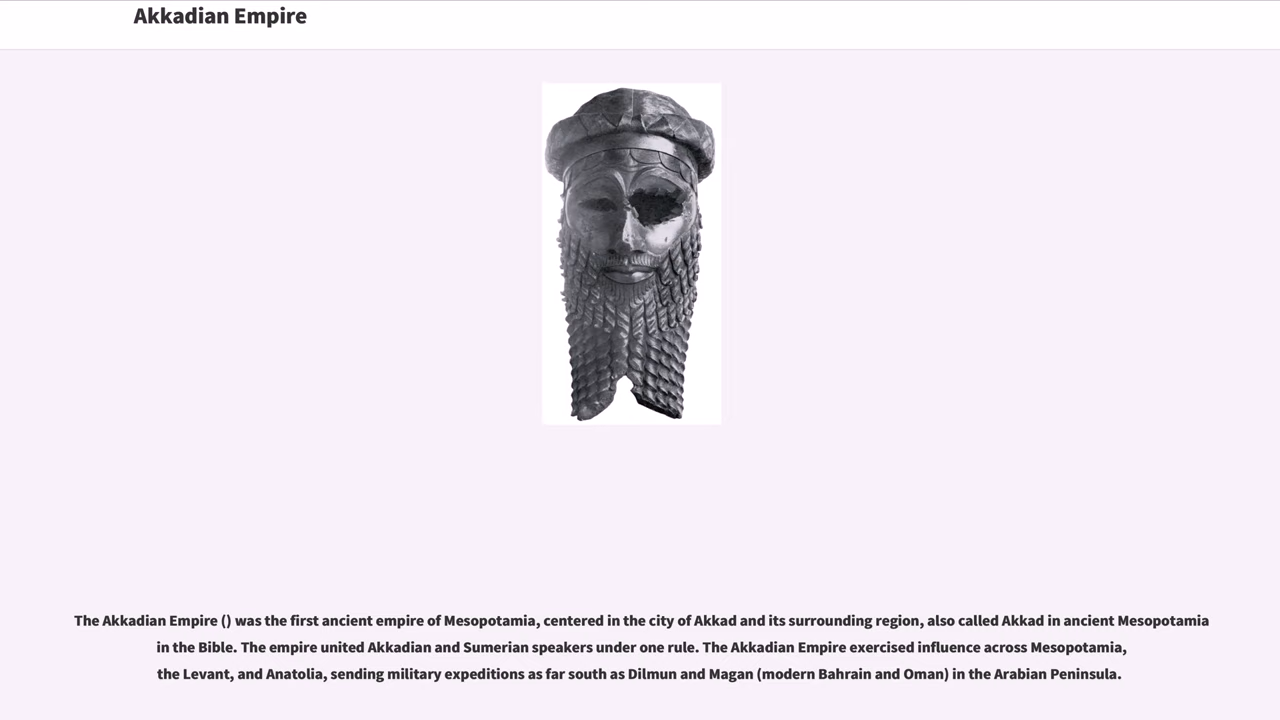 Akkadian Empire
The Akkadian Empire () was the first ancient empire of Mesopotamia, centered in the city of Akkad and its surrounding region, also called Akkad in ancient Mesopotamia
in the Bible. The empire united Akkadian and Sumerian speakers under one rule. The Akkadian Empire exercised influence across Mesopotamia,
the Levant, and Anatolia, sending military expeditions as far south as Dilmun and Magan (modern Bahrain and Oman) in the Arabian Peninsula.